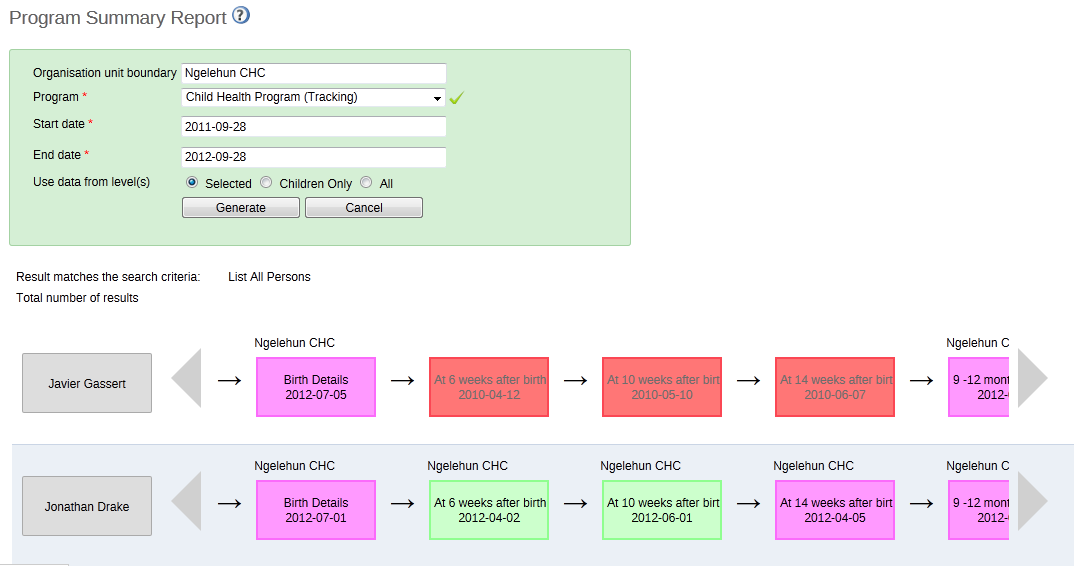 Program Summary Report ?
Organisation unit boundary Ngelehun CHC
Program * Child Health Program (Tracking)
Start date * 2011-09-28
End date * 2012-09-28
Use data from level(s) Selected Children Only All
Generate Cancel
Result matches the search criteria: List All Persons
Total number of results
Ngelehun CHC Ngelehun C
Javier Gassert
Birth Details
2012-07-05
At 6 weeks after birth
2010-04-12
At 10 weeks after birt
2010-05-10
At 14 weeks after birt
2010-06-07
9 -12 mont
2012-
Ngelehun CHC Ngelehun CHC Ngelehun CHC Ngelehun CHC Ngelehun C
Jonathan Drake
Birth Details
2012-07-01
At 6 weeks after birth
2012-04-02
At 10 weeks after birt
2012-06-01
At 14 weeks after birt
2012-04-05
9 -12 mont
2012-